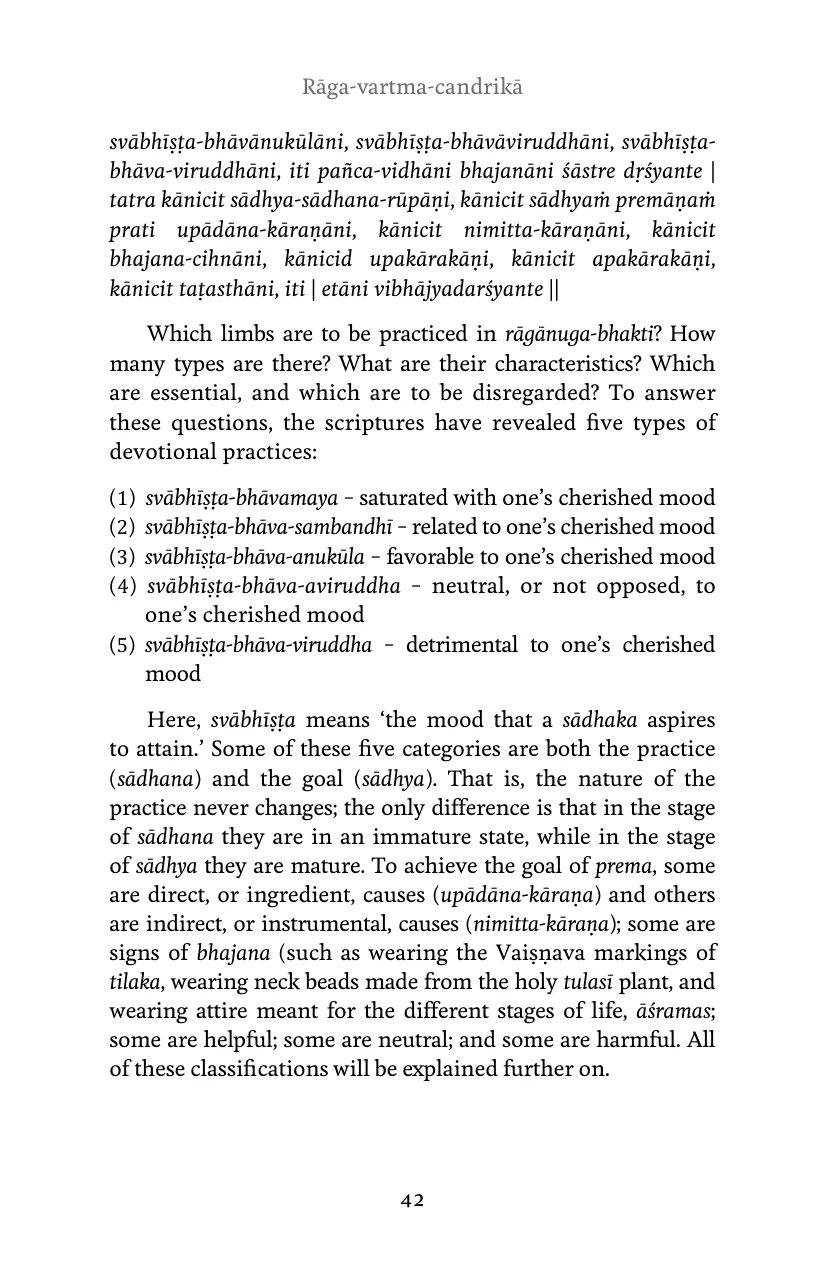 Rāga-vartma-candrikā
svābhīṣṭa-bhāvānukūlāni, svābhīṣṭa-bhāvāviruddhāni, svābhīṣṭa-
bhāva-viruddhāni, iti pañca-vidhāni bhajanāni śāstre dṛśyante |
tatra kānicit sādhya-sādhana-rūpāṇi, kānicit sādhyaṁ premāṇaṁ
prati upādāna-kāraṇāni, kānicit nimitta-kāraṇāni, kānicit
bhajana-cihnāni, kānicid upakārakāṇi, kānicit apakārakāṇi,
kānicit taṭasthāni, iti | etāni vibhājyadarśyante ||
Which limbs are to be practiced in rāgānuga-bhakti? How
many types are there? What are their characteristics? Which
are essential, and which are to be disregarded? To answer
these questions, the scriptures have revealed five types of
devotional practices:
(1) svābhīṣṭa-bhāvamaya – saturated with one’s cherished mood
(2) svābhīṣṭa-bhāva-sambandhī – related to one’s cherished mood
(3) svābhīṣṭa-bhāva-anukūla – favorable to one’s cherished mood
(4) svābhīṣṭa-bhāva-aviruddha – neutral, or not opposed, to
one’s cherished mood
(5) svābhīṣṭa-bhāva-viruddha – detrimental to one’s cherished
mood
Here, svābhīṣṭa means ‘the mood that a sādhaka aspires
to attain.’ Some of these five categories are both the practice
(sādhana) and the goal (sādhya). That is, the nature of the
practice never changes; the only difference is that in the stage
of sādhana they are in an immature state, while in the stage
of sādhya they are mature. To achieve the goal of prema, some
are direct, or ingredient, causes (upādāna-kāraṇa) and others
are indirect, or instrumental, causes (nimitta-kāraṇa); some are
signs of bhajana (such as wearing the Vaiṣṇava markings of
tilaka, wearing neck beads made from the holy tulasī plant, and
wearing attire meant for the different stages of life, āśramas;
some are helpful; some are neutral; and some are harmful. All
of these classifications will be explained further on.
42